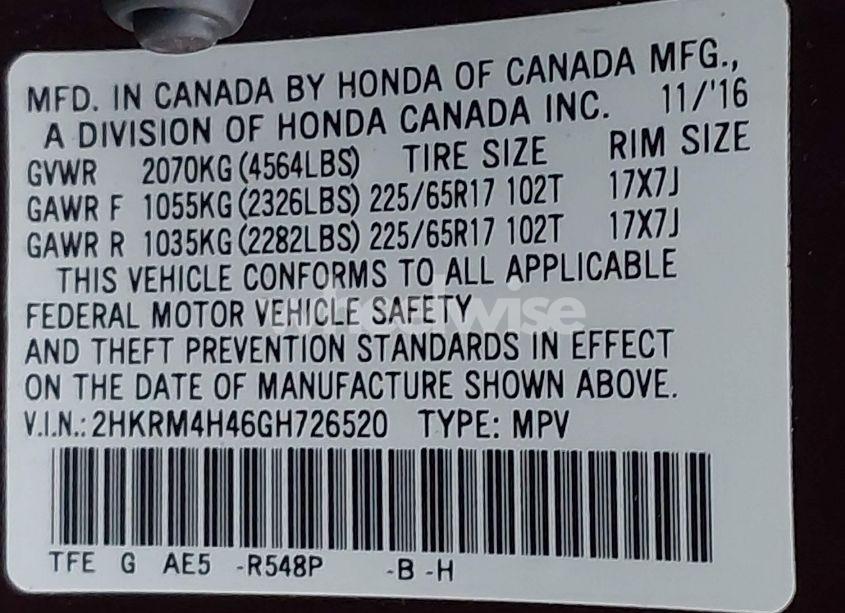 MFD. IN CANADA BY HONDA OF CANADA MFG.,
A DIVISION OF HONDA CANADA INC. 11/'16
GVWR 2070KG (4564LBS) TIRE SIZE RIM SIZE
GAWR F 1055KG (2326LBS) 225/65R17 102T 17X7J
GAWR R 1035KG (2282LBS) 225/65R17 102T 17X7J
THIS VEHICLE CONFORMS TO ALL APPLICABLE
FEDERAL MOTOR VEHICLE SAFETY
wheelwise
AND THEFT PREVENTION STANDARDS IN EFFECT
ON THE DATE OF MANUFACTURE SHOWN ABOVE.
V.I.N.: 2HKRM4H46GH726520 TYPE: MPV
TFE G AE5 -R548P -B -H